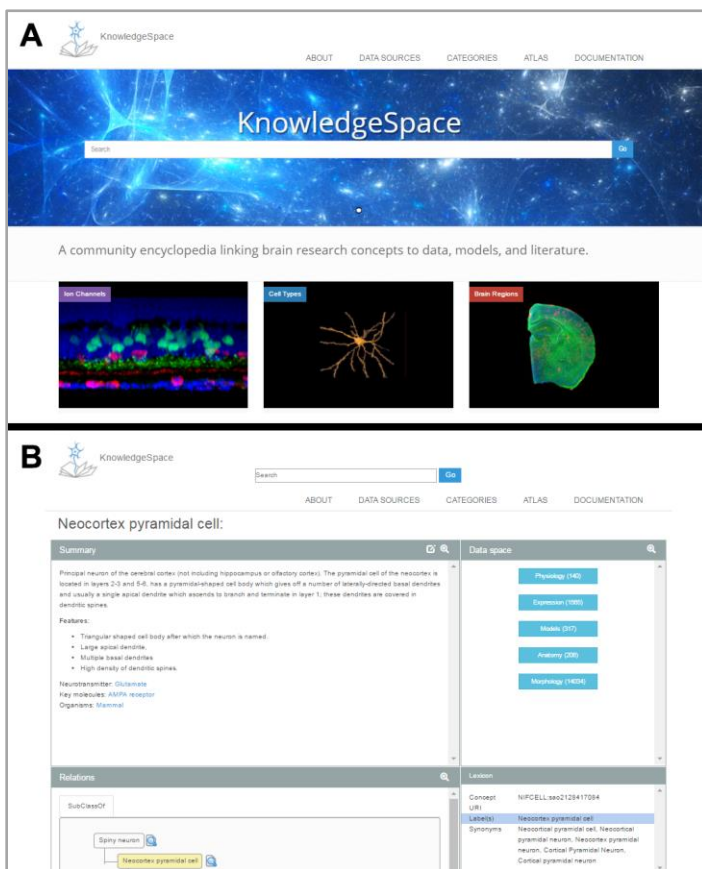 A
KnowledgeSpace
ABOUT DATA SOURCES CATEGORIES ATLAS DOCUMENTATION
KnowledgeSpace
Search Go
A community encyclopedia linking brain research concepts to data, models, and literature.
Ion Channels Cell Types Brain Regions
B
KnowledgeSpace
Search Go
ABOUT DATA SOURCES CATEGORIES ATLAS DOCUMENTATION
Neocortex pyramidal cell:
Summary
Principal neuron of the cerebral cortex (not including hippocampus or olfactory cortex). The pyramidal cell of the neocortex is
located in layers 2-3 and 5-6, has a pyramidal-shaped cell body which gives off a number of laterally-directed basal dendrites
and usually a single apical dendrite which ascends to branch and terminate in layer 1; these dendrites are covered in
dendritic spines.
Features:
Triangular shaped cell body after which the neuron is named.
Large apical dendrite.
Multiple basal dendrites
High density of dendritic spines.
Neurotransmitter: Glutamate
Key molecules: AMPA receptor
Organisms: Mammal
Data space
Physiology (140)
Expression
Models (317)
Anatomy
Morphology (14034)
Relations
SubClassOf
Spiny neuron
Neocortex pyramidal cell
Lexicon
Concept NIFCELL:sao2128417084
URI
Label(s) Neocortex pyramidal cell
Synonyms Neocortical pyramidal cell, Neocortical
pyramidal neuron, Neocortex pyramidal
neuron, Cortical Pyramidal Neuron,
Cortical pyramidal neuron